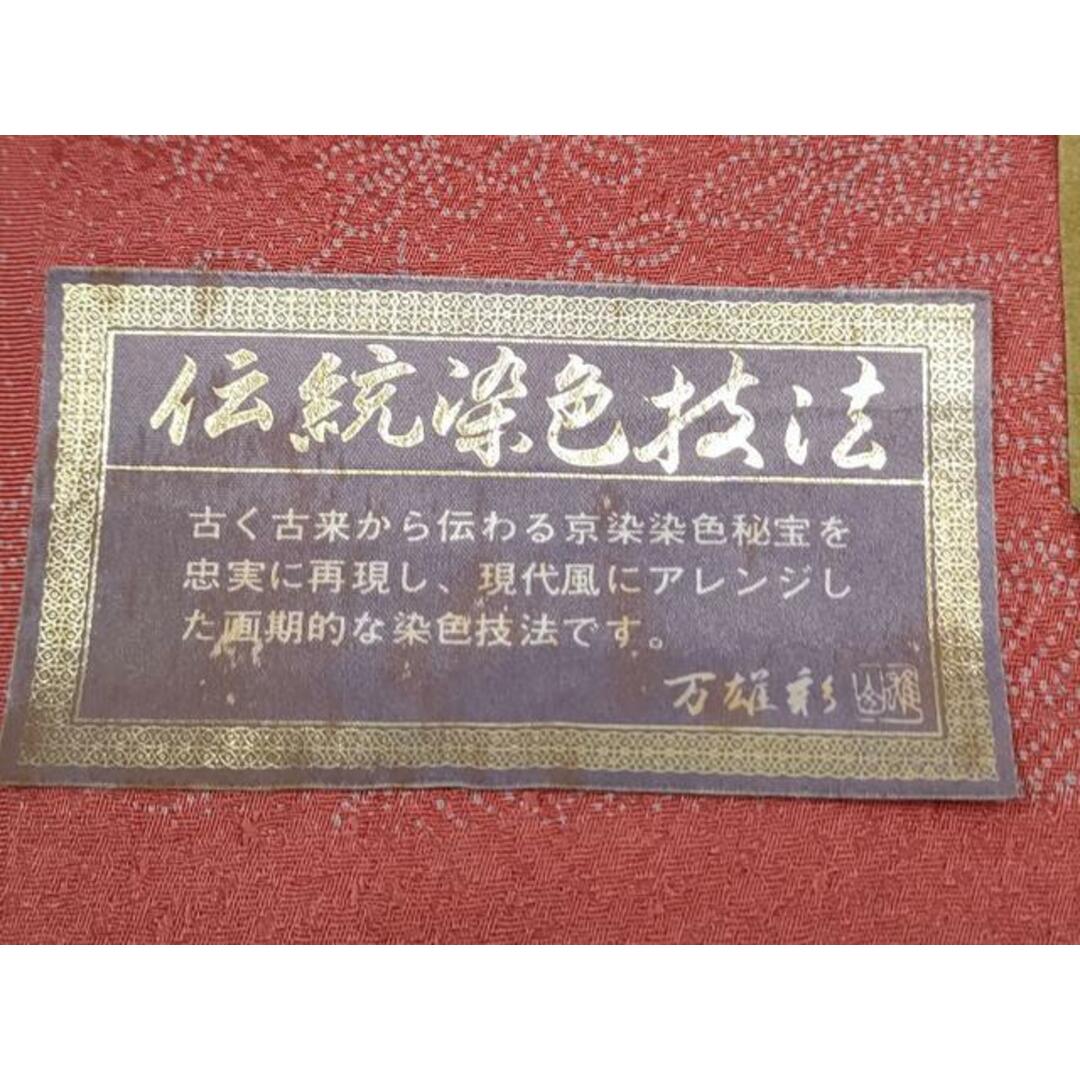 伝統染色技法
古く古来から伝わる京染染色秘宝を
忠実に再現し、現代風にアレンジし
た画期的な染色技法です。
万雄彩